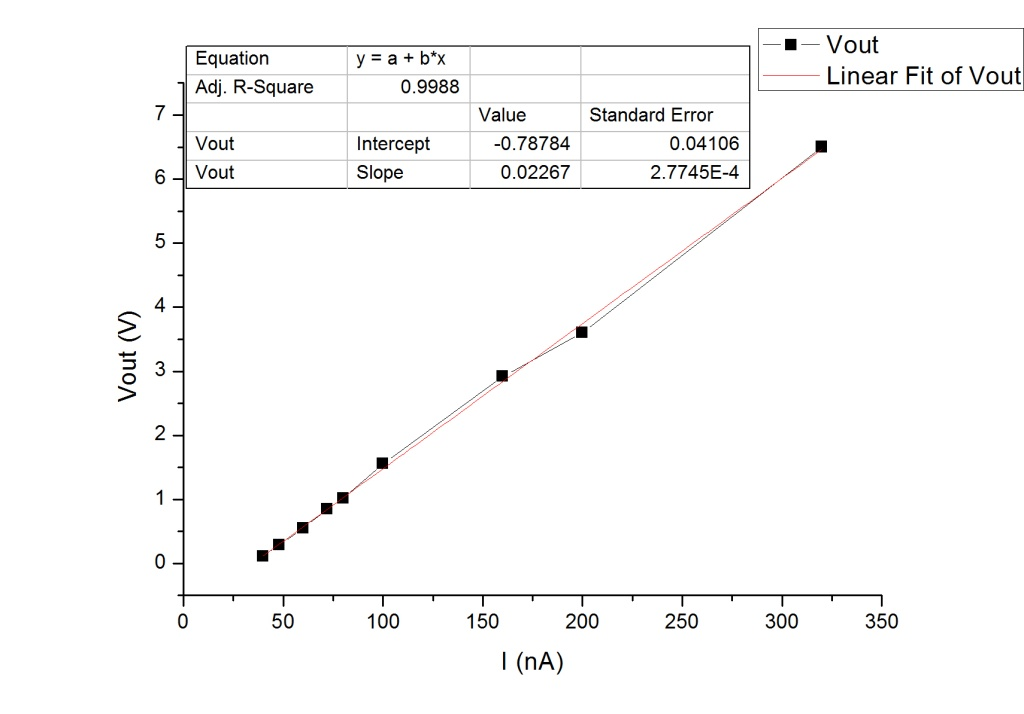 Vout
Linear Fit of Vout
Equation y = a + b*x
Adj. R-Square 0.9988
Value Standard Error
Vout Intercept -0.78784 0.04106
Vout Slope 0.02267 2.7745E-4
7
6
5
4
3
2
1
0
Vout (V)
0 50 100 150 200 250 300 350
I (nA)